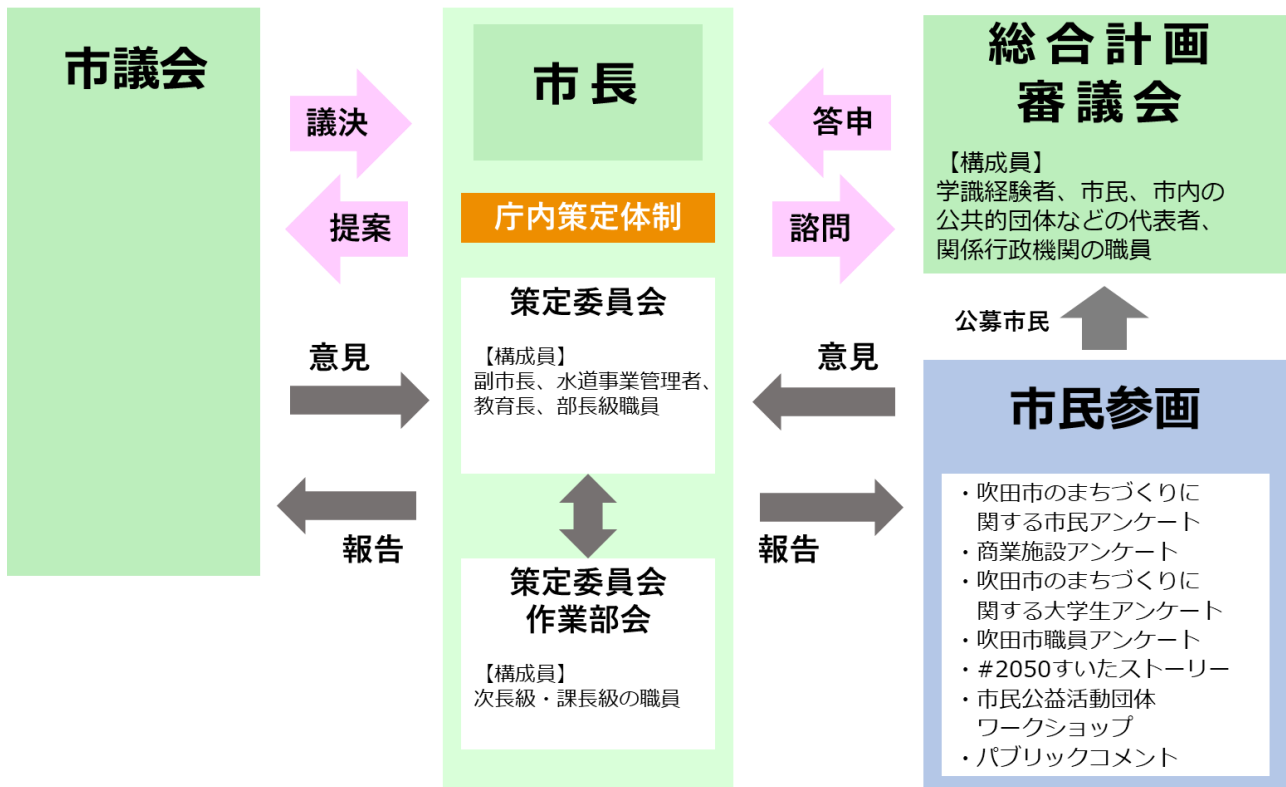 市議会
議決
提案
意見
報告
市長
庁内策定体制
策定委員会
【構成員】
副市長、水道事業管理者、
教育長、部長級職員
策定委員会
作業部会
【構成員】
次長級・課長級の職員
答申
諮問
意見
報告
総合計画
審議会
【構成員】
学識経験者、市民、市内の
公共的団体などの代表者、
関係行政機関の職員
公募市民
市民参画
・吹田市のまちづくりに
関する市民アンケート
・商業施設アンケート
・吹田市のまちづくりに
関する大学生アンケート
・吹田市職員アンケート
・#2050すいたストーリー
・市民公益活動団体
ワークショップ
・パブリックコメント